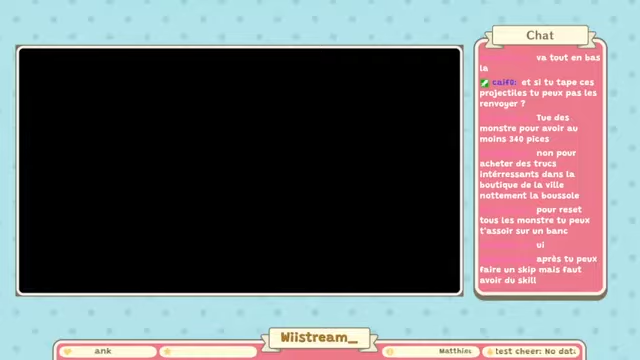 Chat
va tout en bas
la
caifu: et si tu tape ces
projectiles tu peux pas les
renvoyer ?
Tue des
monstre pour avoir au
moins 340 pices
non pour
acheter des trucs
intérressants dans la
boutique de la ville
nottement la boussole
pour reset
tous les monstre tu peux
t'assoir sur un banc
ui
après tu peux
faire un skip mais faut
avoir du skill
Wiistream_
ank
Matthieu
test cheer: No data